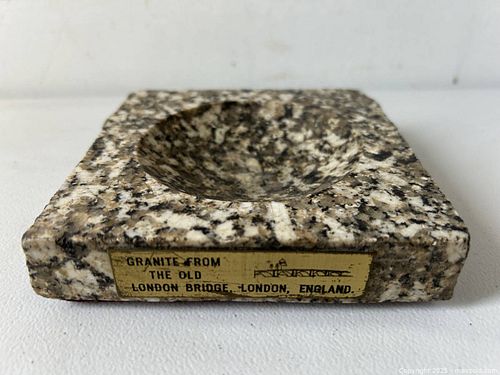 GRANITE FROM
THE OLD
LONDON BRIDGE, LONDON, ENGLAND.